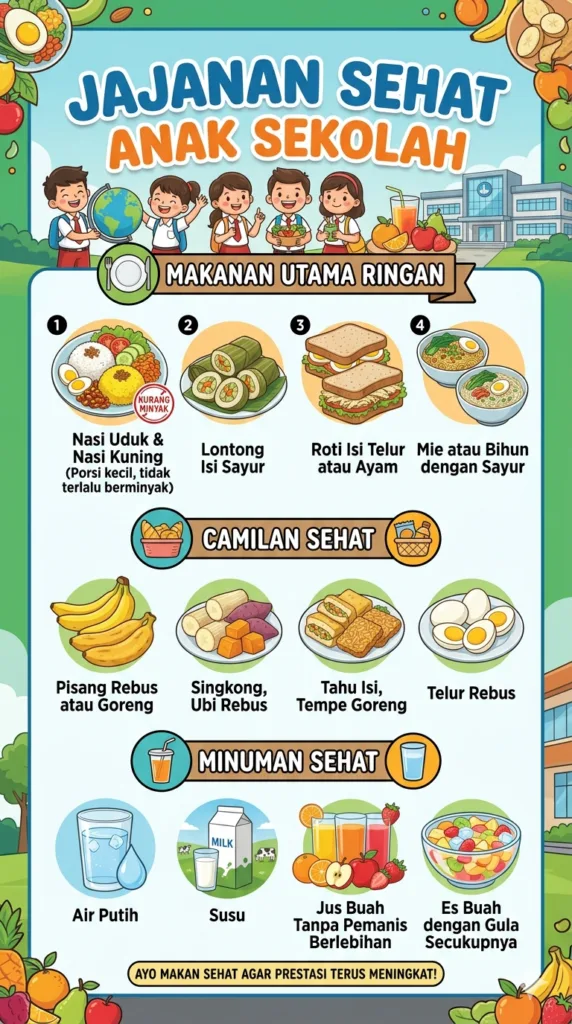 JAJANAN SEHAT
ANAK SEKOLAH
MAKANAN UTAMA RINGAN
1
KURANG
MINYAK
Nasi Uduk &
Nasi Kuning
(Porsi kecil, tidak
terlalu berminyak)
2
Lontong
Isi Sayur
3
Roti Isi Telur
atau Ayam
4
Mie atau Bihun
dengan Sayur
CAMILAN SEHAT
Pisang Rebus
atau Goreng
Singkong,
Ubi Rebus
Tahu Isi,
Tempe Goreng
Telur Rebus
MINUMAN SEHAT
Air Putih
MILK
Susu
Jus Buah
Tanpa Pemanis
Berlebihan
Es Buah
dengan Gula
Secukupnya
AYO MAKAN SEHAT AGAR PRESTASI TERUS MENINGKAT!